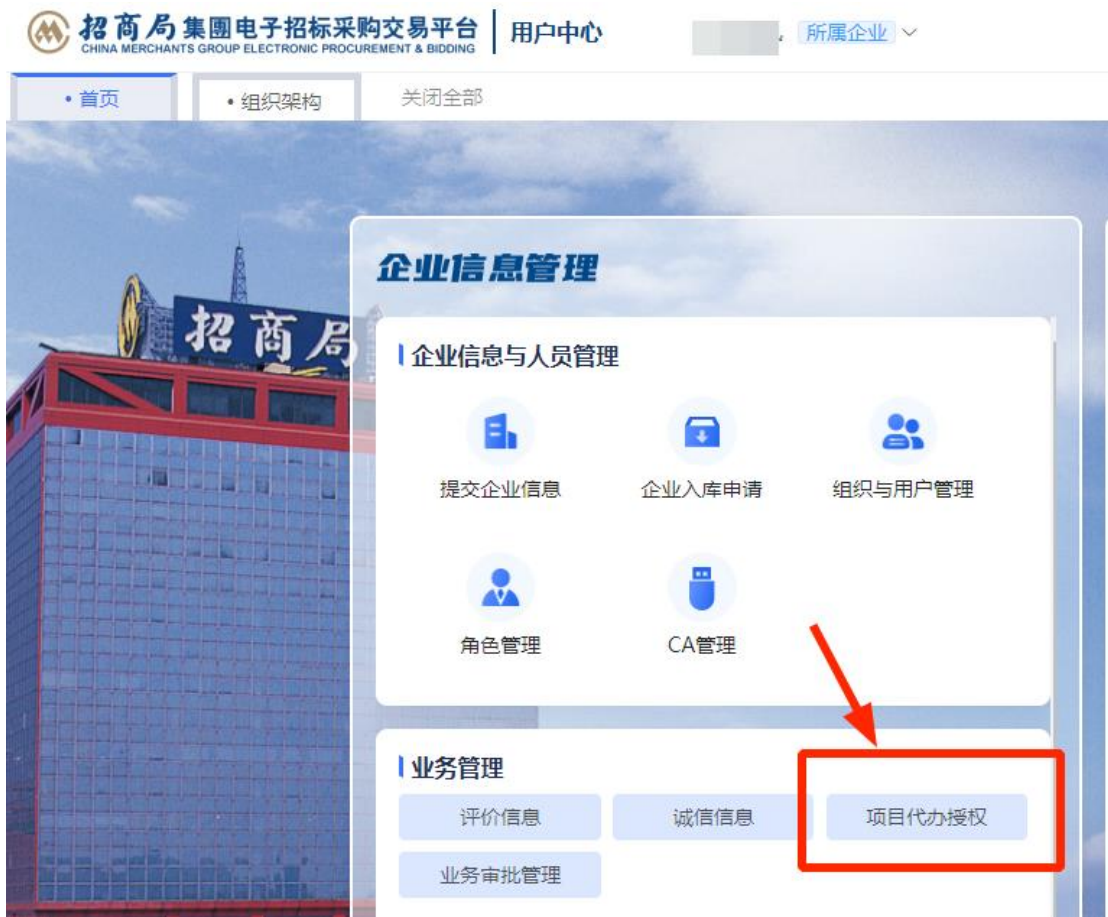 招商局集團电子招标采购交易平台 用户中心 所属企业
CHINA MERCHANTS GROUP ELECTRONIC PROCUREMENT & BIDDING
• 首页 • 组织架构 关闭全部
企业信息管理
招商局
企业信息与人员管理
提交企业信息 企业入库申请 组织与用户管理
角色管理 CA管理
业务管理
评价信息 诚信信息 项目代办授权
业务审批管理